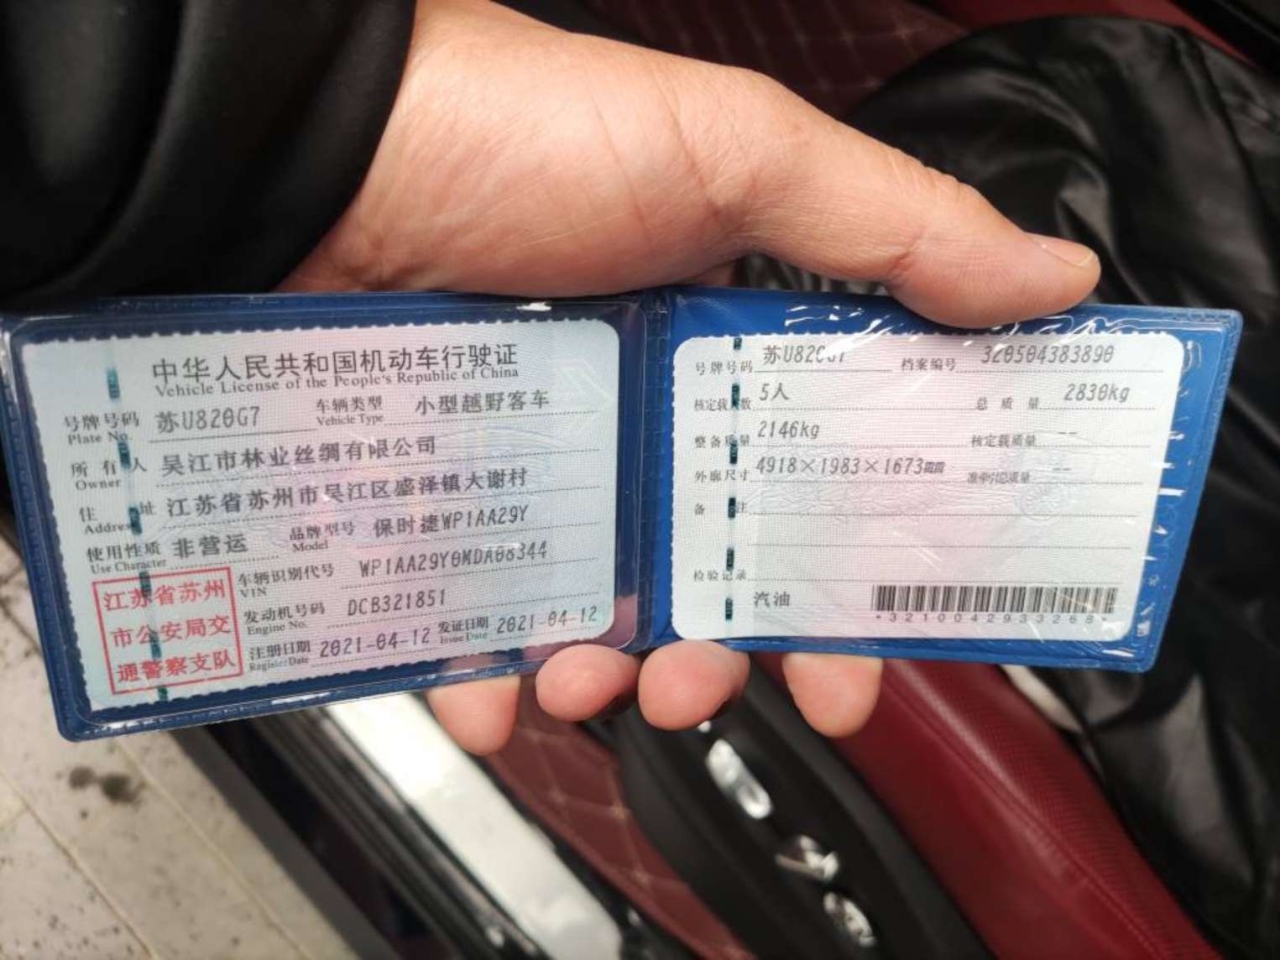 中华人民共和国机动车行驶证
Vehicle License of the People's Republic of China
号牌号码 苏U820G7 车辆类型 小型越野客车
Plate No. Vehicle Type
所有人 吴江市林业丝绸有限公司
Owner
住址 江苏省苏州市吴江区盛泽镇大谢村
Address
使用性质 非营运 品牌型号 保时捷WP1AA29Y
Use Character Model
车辆识别代号 WP1AA29Y0MDA08344
VIN
发动机号码 DCB321851
Engine No.
注册日期 2021-04-12 发证日期 2021-04-12
Register Date Issue Date
江苏省苏州
市公安局交
通警察支队
号牌号码 苏U820G7 档案编号 320504383890
核定载人数 5人 总质量 2830kg
整备质量 2146kg 核定载质量 --
外廓尺寸 4918×1983×1673mm 准牵引总质量 --
备注
检验记录
汽油
*3210042933268*